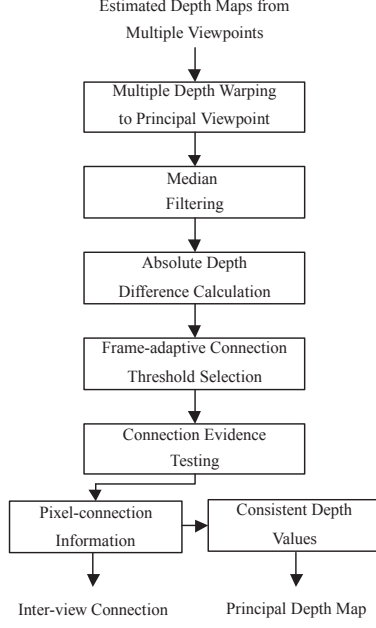 Estimated Depth Maps from
Multiple Viewpoints
Multiple Depth Warping
to Principal Viewpoint
Median
Filtering
Absolute Depth
Difference Calculation
Frame-adaptive Connection
Threshold Selection
Connection Evidence
Testing
Pixel-connection
Information
Consistent Depth
Values
Inter-view Connection
Principal Depth Map